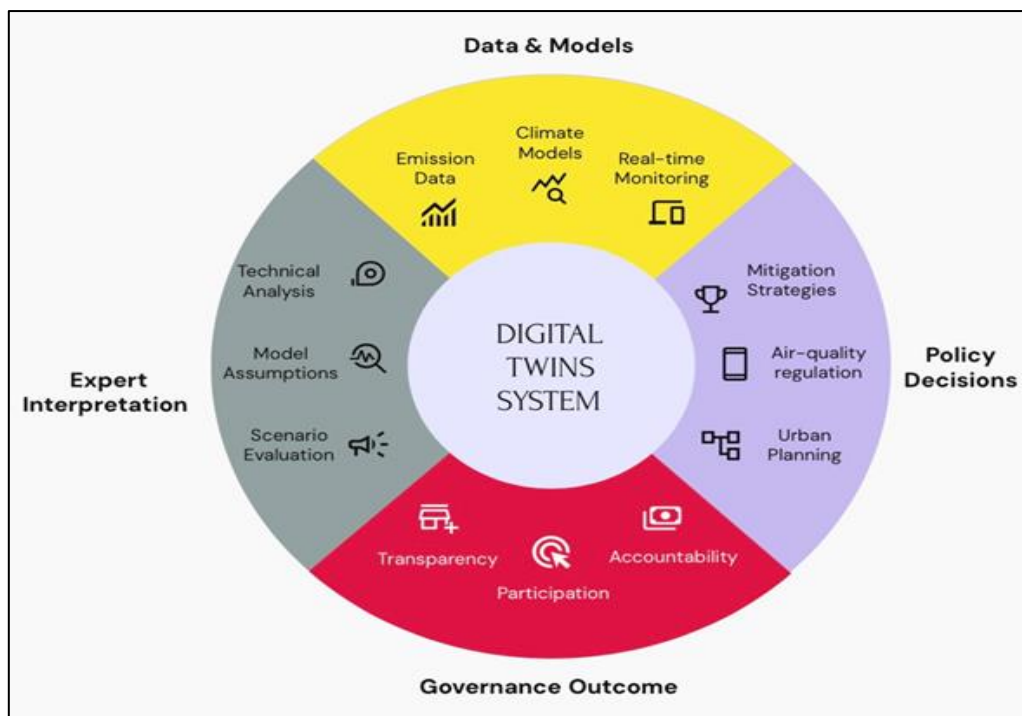 Data & Models
Emission
Data
Climate
Models
Real-time
Monitoring
Technical
Analysis
Model
Assumptions
Scenario
Evaluation
Expert
Interpretation
DIGITAL
TWINS
SYSTEM
Mitigation
Strategies
Air-quality
regulation
Urban
Planning
Policy
Decisions
Transparency
Participation
Accountability
Governance Outcome